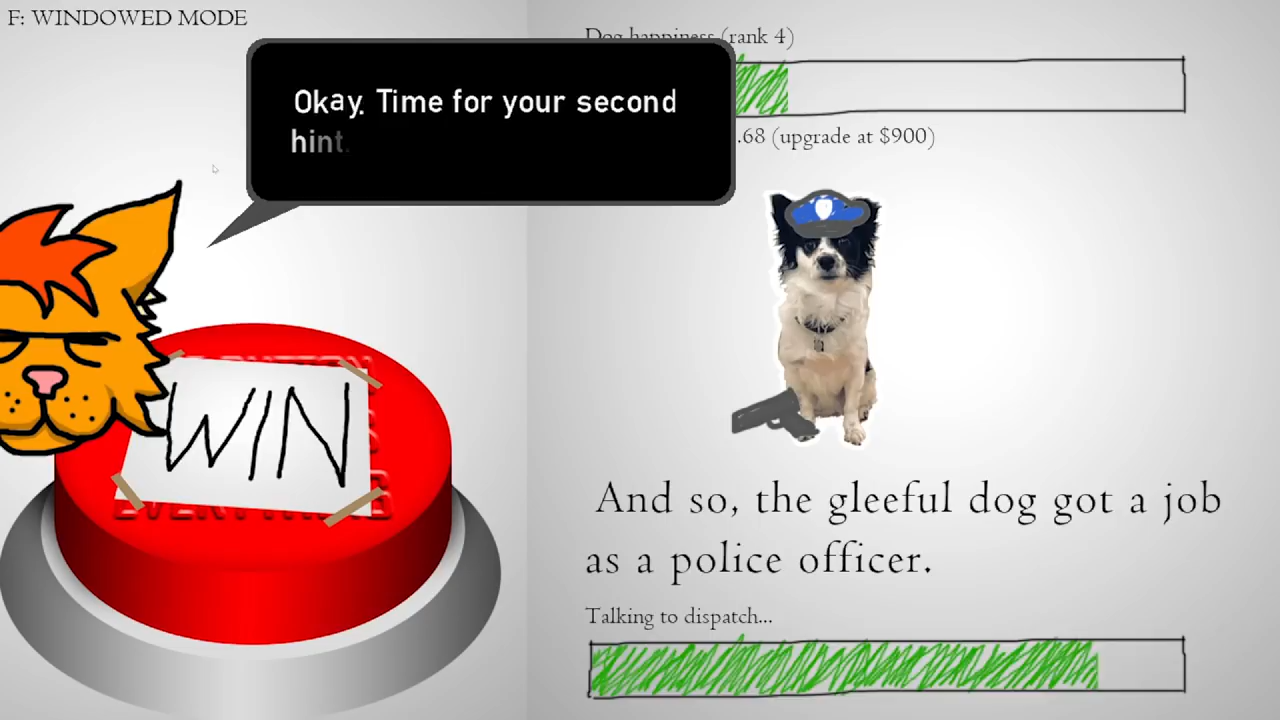 F: WINDOWED MODE
Dog happiness (rank 4)
Okay. Time for your second
hint.
.68 (upgrade at $900)
WIN
And so, the gleeful dog got a job
as a police officer.
Talking to dispatch...